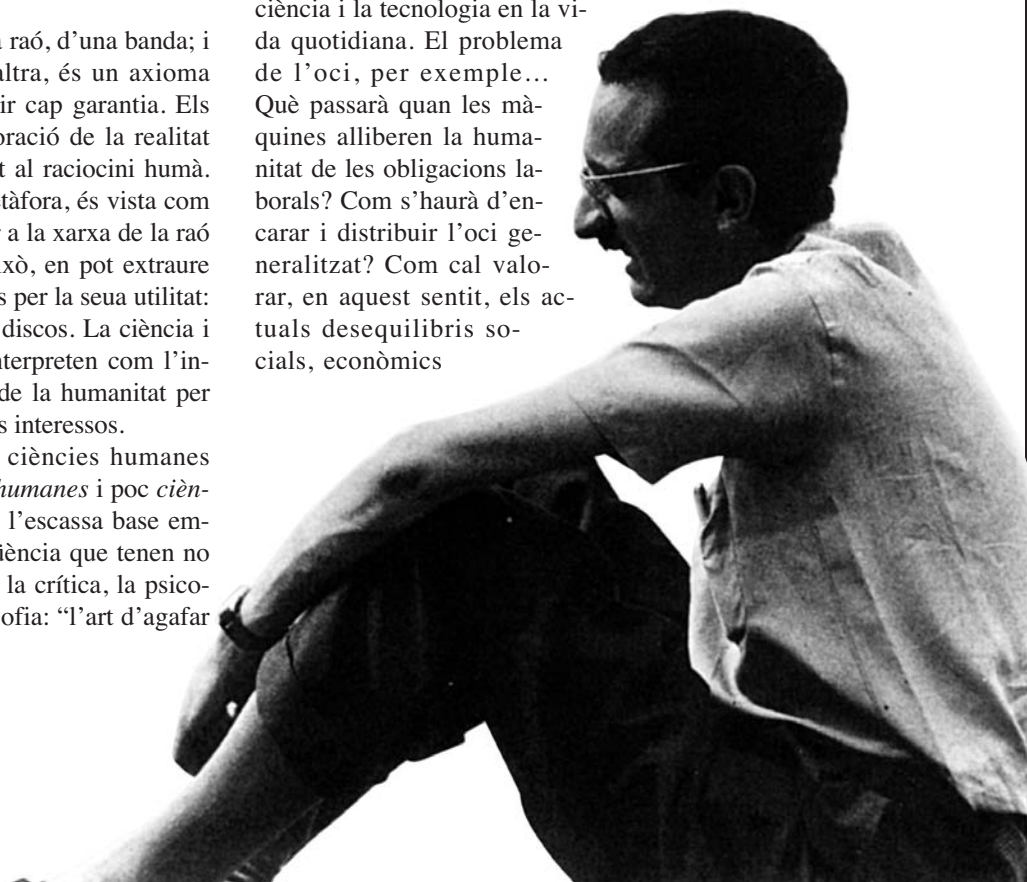 raó, d’una banda; i
altra, és un axioma
ir cap garantia. Els
oració de la realitat
t al raciocini humà.
tàfora, és vista com
r a la xarxa de la raó
ixò, en pot extraure
s per la seua utilitat:
discos. La ciència i
nterpreten com l’in-
de la humanitat per
s interessos.
ciències humanes
humanes i poc cièn-
l’escassa base em-
iència que tenen no
la crítica, la psico-
ofia: “l’art d’agafar
ciència i la tecnologia en la vi-
da quotidiana. El problema
de l’oci, per exemple...
Què passarà quan les mà-
quines alliberen la huma-
nitat de les obligacions la-
borals? Com s’haurà d’en-
carar i distribuir l’oci ge-
neralitzat? Com cal valo-
rar, en aquest sentit, els ac-
tuals desequilibris so-
cials, econòmics